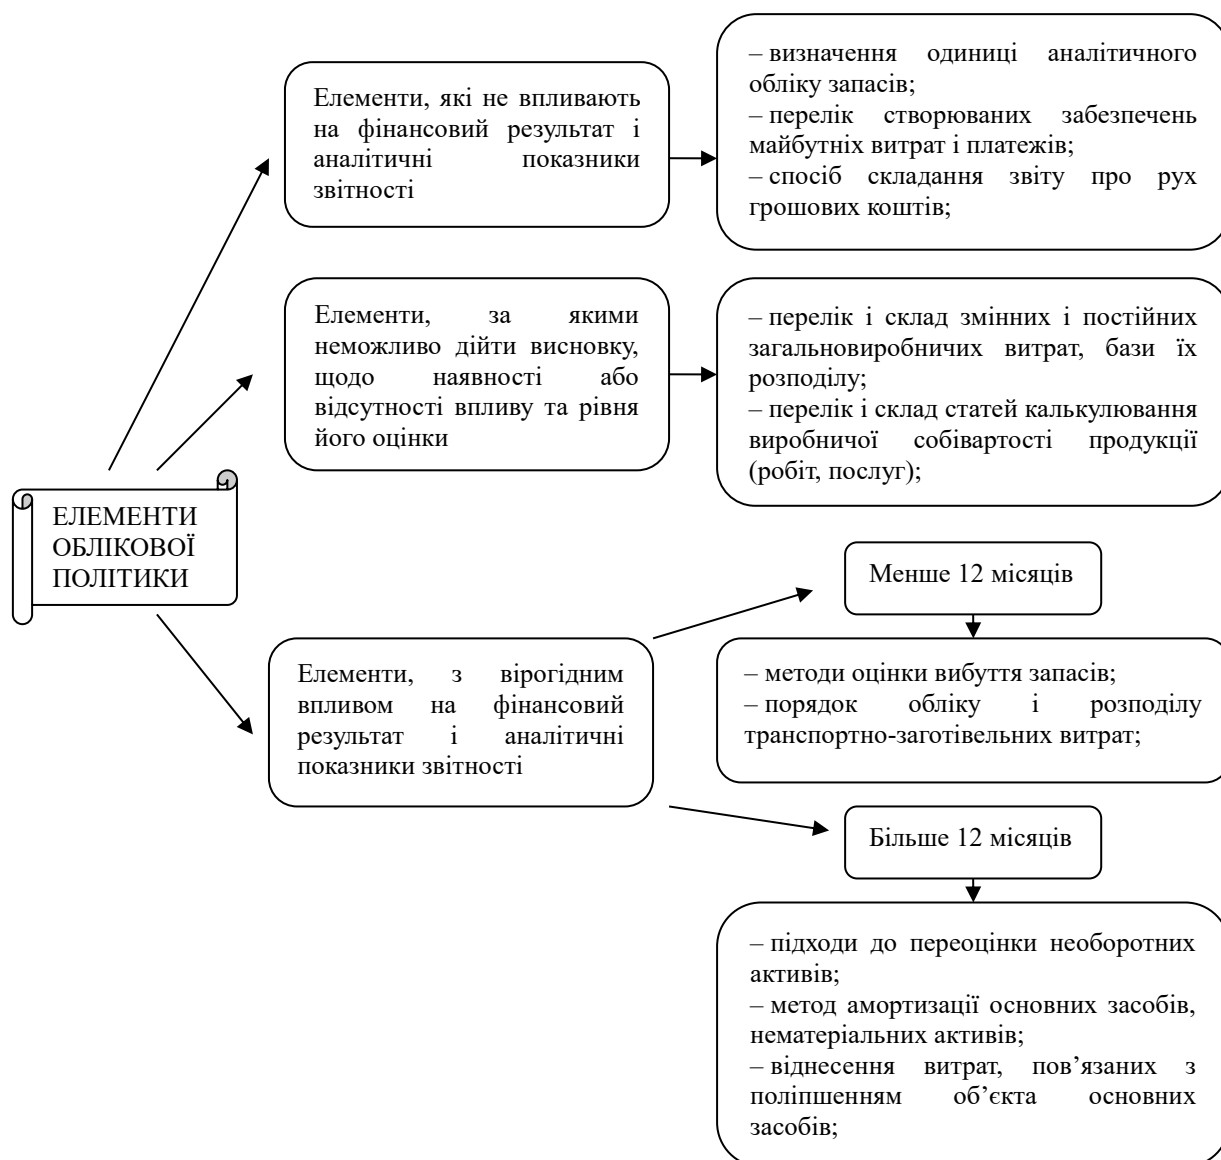 Елементи, які не впливають
на фінансовий результат і
аналітичні показники
звітності
– визначення одиниці аналітичного
обліку запасів;
– перелік створюваних забезпечень
майбутніх витрат і платежів;
– спосіб складання звіту про рух
грошових коштів;
Елементи, за якими
неможливо дійти висновку,
щодо наявності або
відсутності впливу та рівня
його оцінки
– перелік і склад змінних і постійних
загальновиробничих витрат, бази їх
розподілу;
– перелік і склад статей калькулювання
виробничої собівартості продукції
(робіт, послуг);
ЕЛЕМЕНТИ
ОБЛІКОВОЇ
ПОЛІТИКИ
Елементи, з вірогідним
впливом на фінансовий
результат і аналітичні
показники звітності
Менше 12 місяців
– методи оцінки вибуття запасів;
– порядок обліку і розподілу
транспортно-заготівельних витрат;
Більше 12 місяців
– підходи до переоцінки необоротних
активів;
– метод амортизації основних засобів,
нематеріальних активів;
– віднесення витрат, пов’язаних з
поліпшенням об’єкта основних
засобів;